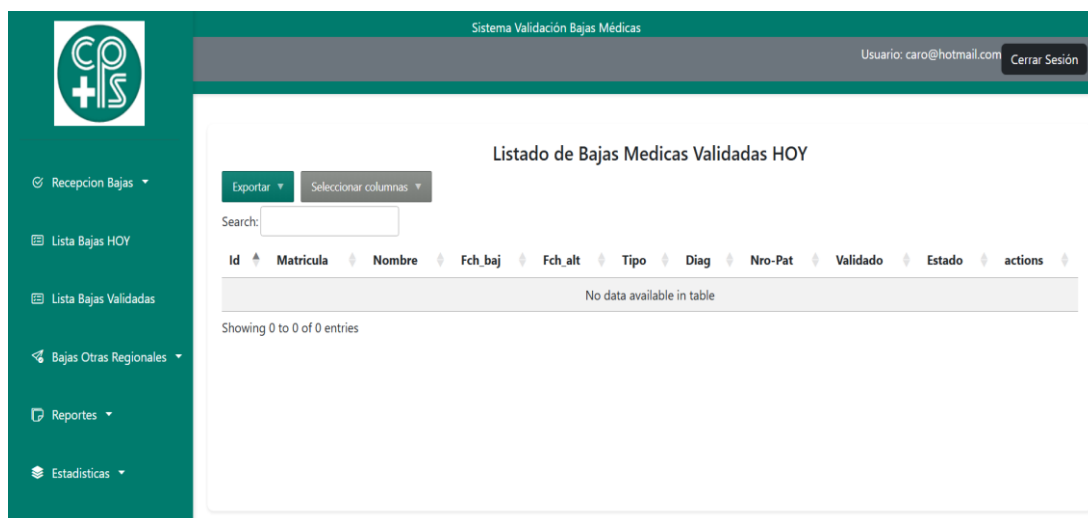 Sistema Validación Bajas Médicas
Usuario: caro@hotmail.com Cerrar Sesión
CPS
Recepcion Bajas
Lista Bajas HOY
Lista Bajas Validadas
Bajas Otras Regionales
Reportes
Estadisticas
Listado de Bajas Medicas Validadas HOY
Exportar Seleccionar columnas
Search:
Id Matricula Nombre Fch_baj Fch_alt Tipo Diag Nro-Pat Validado Estado actions
No data available in table
Showing 0 to 0 of 0 entries